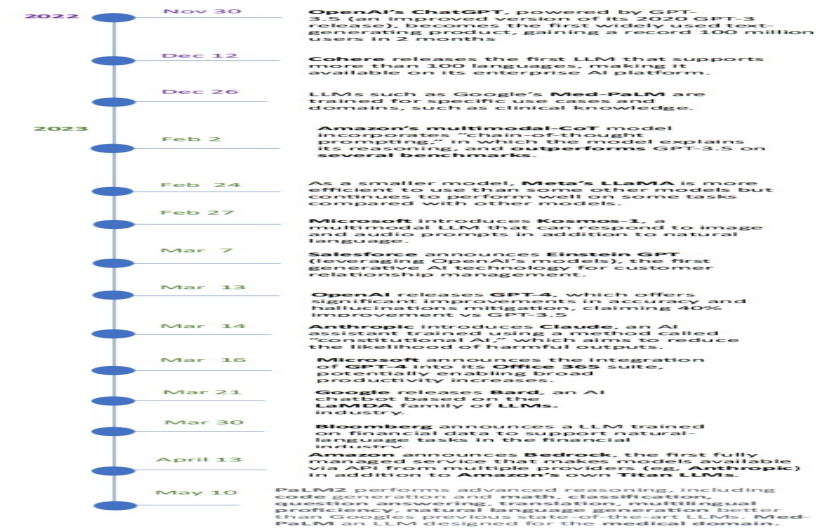 2022
Nov 30
OpenAI's ChatGPT, powered by GPT-
3.5 (an improved version of its 2020 GPT-3
release), becomes the first widely used text-
generating product, gaining a record 100 million
users in 2 months
Dec 12
Cohere releases the first LLM that supports
more than 100 languages, making it
available on its enterprise AI platform.
Dec 26
LLMs such as Google's Med-PaLM are
trained for specific use cases and
domains, such as clinical knowledge.
2023
Feb 2
Amazon's multimodal-CoT model
incorporates "chain-of-thought
prompting," in which the model explains
its reasoning, and outperforms GPT-3.5 on
several benchmarks.
Feb 24
As a smaller model, Meta's LLaMA is more
efficient to use than some other models but
continues to perform well on some tasks
compared with other models.
Feb 27
Microsoft introduces Kosmos-1, a
multimodal LLM that can respond to image
and audio prompts in addition to natural
language.
Mar 7
Salesforce announces Einstein GPT
(leveraging OpenAI's models), the first
generative AI technology for customer
relationship management.
Mar 13
OpenAI releases GPT-4, which offers
significant improvements in accuracy and
hallucinations mitigation, claiming 40%
improvement vs GPT-3.5
Mar 14
Anthropic introduces Claude, an AI
assistant trained using a method called
"constitutional AI," which aims to reduce
the likelihood of harmful outputs.
Mar 16
Microsoft announces the integration
of GPT-4 into its Office 365 suite,
potentially enabling broad
productivity increases.
Mar 21
Google releases Bard, an AI
chatbot based on the
LaMDA family of LLMs.
industry.
Mar 30
Bloomberg announces a LLM trained
on financial data to support natural-
language tasks in the financial
industry.
April 13
Amazon announces Bedrock, the first fully
managed service that makes models available
via API from multiple providers (eg, Anthropic)
in addition to Amazon's own Titan LLMs.
May 10
PaLM2 performs advanced reasoning, including
code generation and math, classification,
question answering, translation, multilingual
proficiency, natural language generation better
than Googles previous state-of-the-art LLMs. Med-
PaLM an LLM designed for the medical domain.